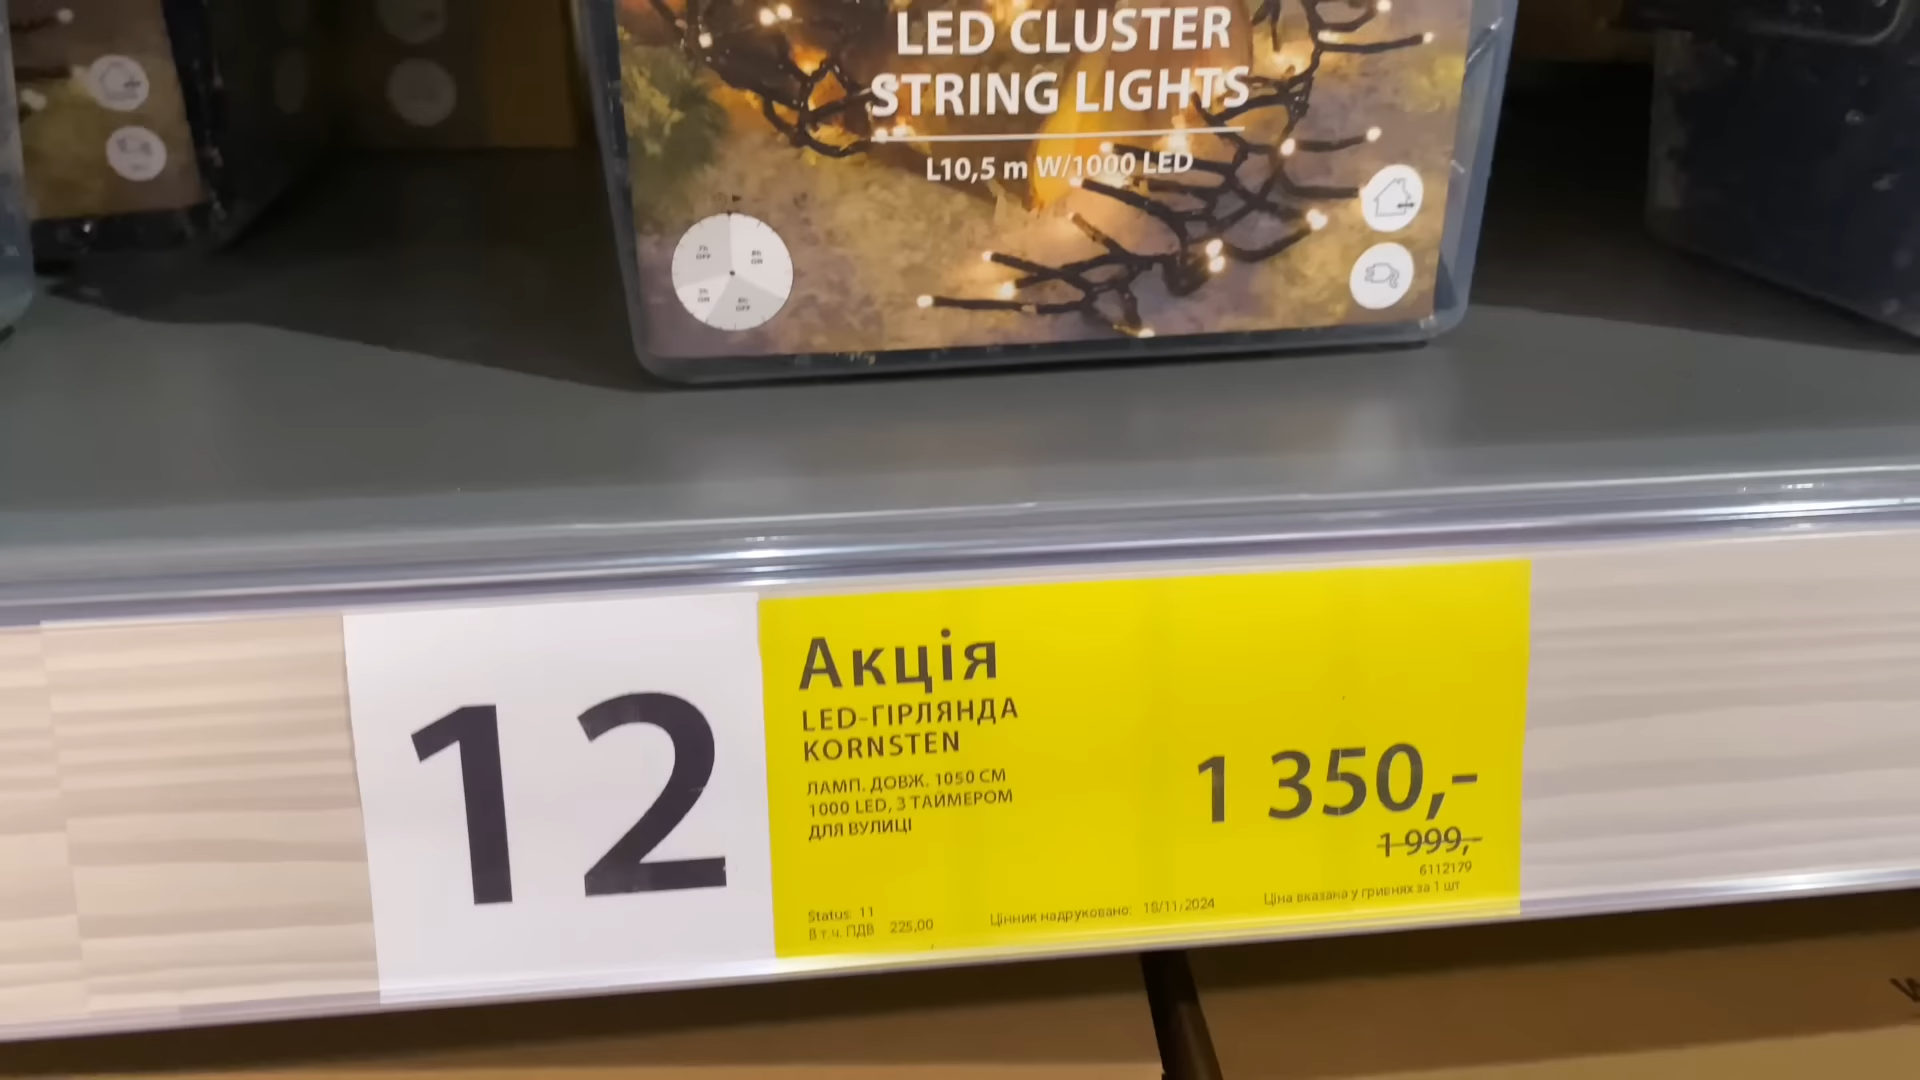 LED CLUSTER
STRING LIGHTS
L10,5 m W/1000 LED
12
Акція
LED-ГІРЛЯНДА
KORNSTEN
ЛАМП. ДОВЖ. 1050 СМ
1000 LED, З ТАЙМЕРОМ
ДЛЯ ВУЛИЦІ
1 350,-
1 999,-
6112179
Status: 11
В т.ч. ПДВ 225,00
Цінник надруковано: 18/11/2024
Ціна вказана у гривнях за 1 шт